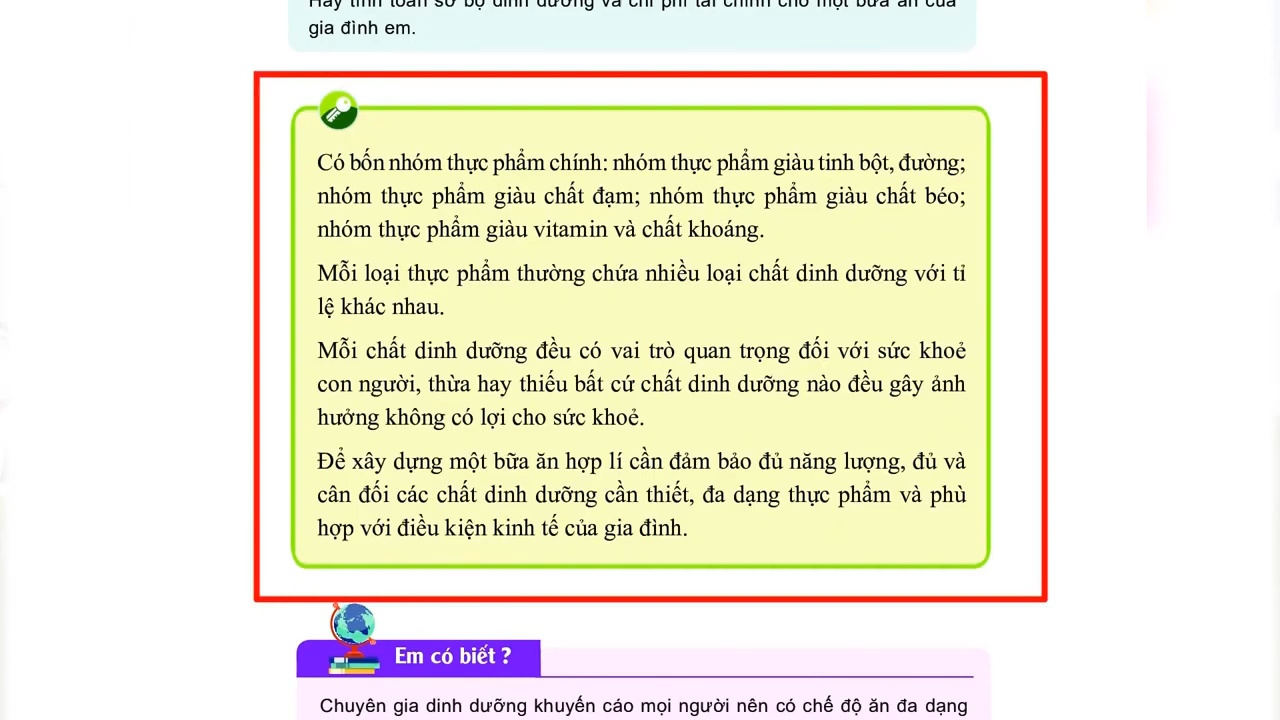 Hãy tính toán sơ bộ dinh dưỡng và chi phí tài chính cho một bữa ăn của
gia đình em.
Có bốn nhóm thực phẩm chính: nhóm thực phẩm giàu tinh bột, đường;
nhóm thực phẩm giàu chất đạm; nhóm thực phẩm giàu chất béo;
nhóm thực phẩm giàu vitamin và chất khoáng.
Mỗi loại thực phẩm thường chứa nhiều loại chất dinh dưỡng với tỉ
lệ khác nhau.
Mỗi chất dinh dưỡng đều có vai trò quan trọng đối với sức khoẻ
con người, thừa hay thiếu bất cứ chất dinh dưỡng nào đều gây ảnh
hưởng không có lợi cho sức khoẻ.
Để xây dựng một bữa ăn hợp lí cần đảm bảo đủ năng lượng, đủ và
cân đối các chất dinh dưỡng cần thiết, đa dạng thực phẩm và phù
hợp với điều kiện kinh tế của gia đình.
Em có biết ?
Chuyên gia dinh dưỡng khuyến cáo mọi người nên có chế độ ăn đa dạng